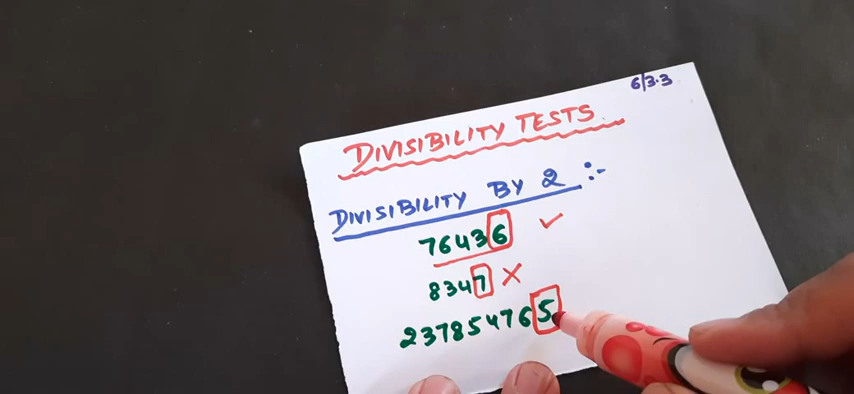 6/3.3
DIVISIBILITY TESTS.
DIVISIBILITY BY 2 :-
76436 ✓
8347 ×
237854765